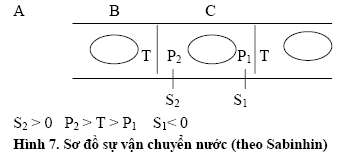 A B C
T P₂ P₁ T
S₂ S₁
S₂ > 0 P₂ > T > P₁ S₁< 0
Hình 7. Sơ đồ sự vận chuyển nước (theo Sabinhin)